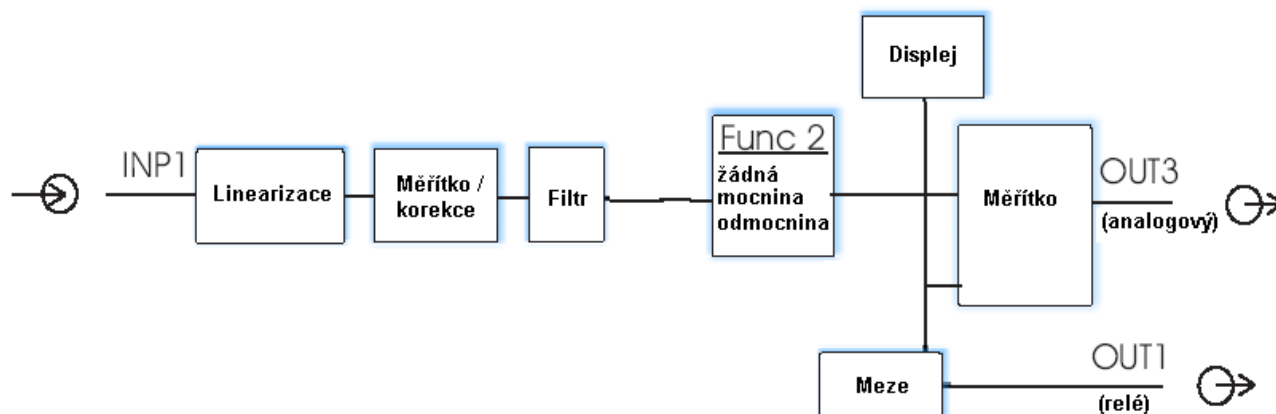 Displej
INP1
Linearizace
Měřítko /
korekce
Filtr
Func 2
žádná
mocnina
odmocnina
Měřítko
OUT3
(analogový)
Meze
OUT1
(relé)